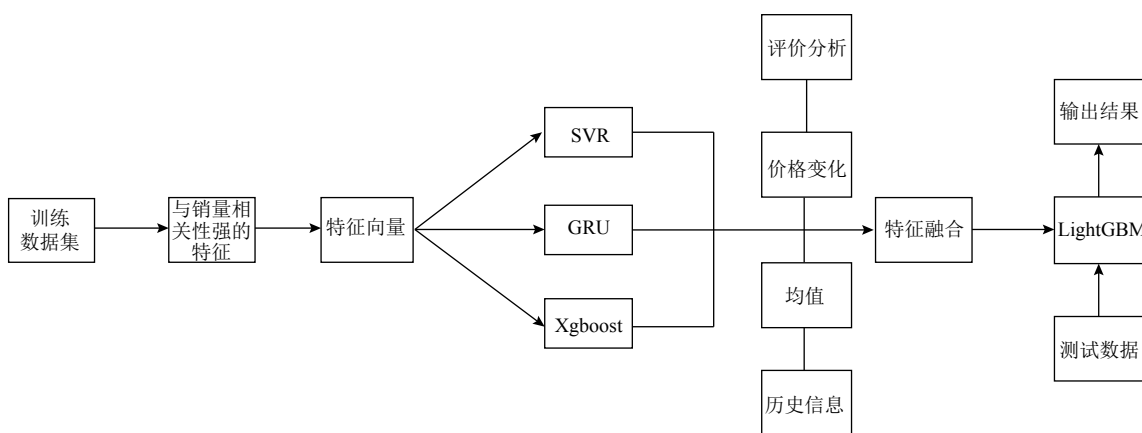 训练
数据集
与销量相
关性强的
特征
特征向量
SVR
GRU
Xgboost
评价分析
价格变化
均值
历史信息
特征融合
输出结果
LightGBM
测试数据